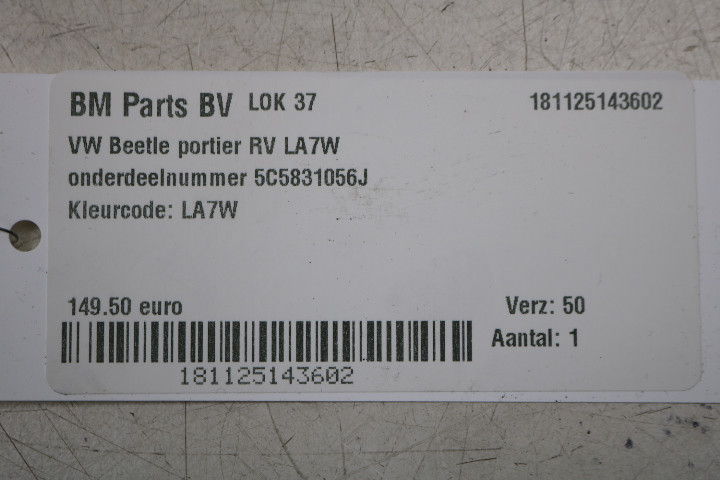 BM Parts BV LOK 37 181125143602
VW Beetle portier RV LA7W
onderdeelnummer 5C5831056J
Kleurcode: LA7W
149.50 euro Verz: 50
Aantal: 1
181125143602